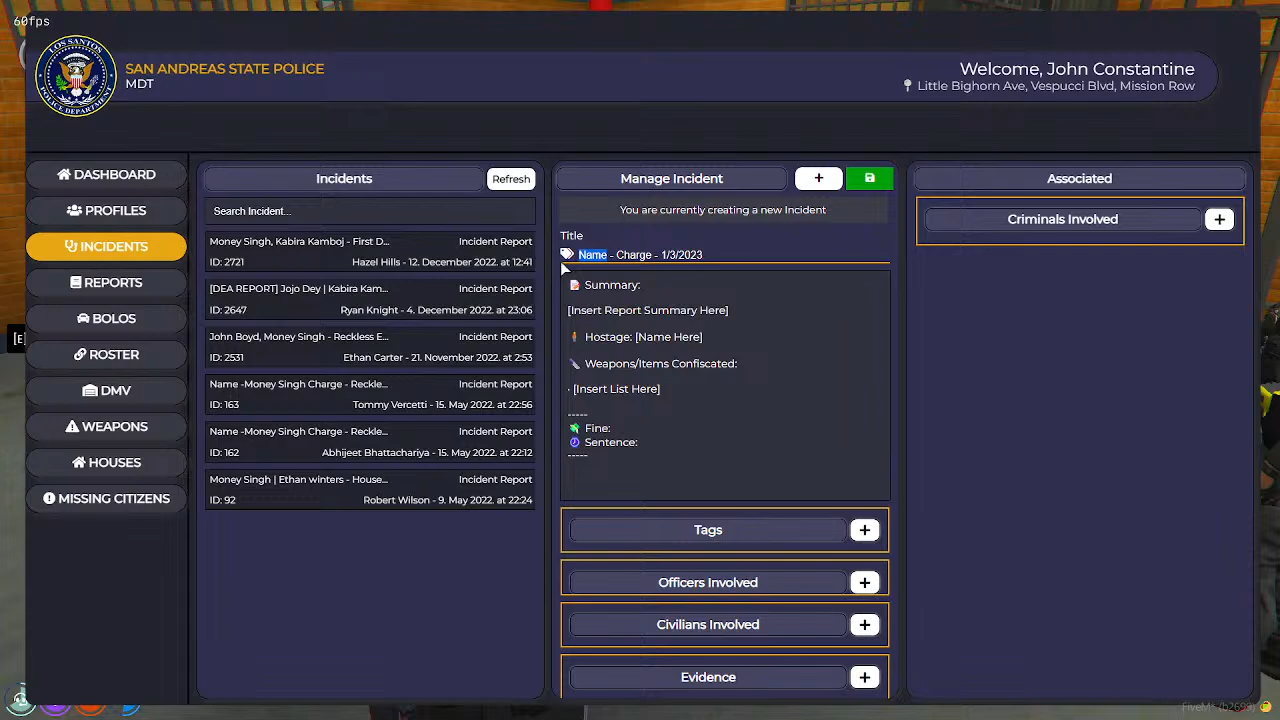 60fps
LOS SANTOS
POLICE DEPARTMENT
SAN ANDREAS STATE POLICE
MDT
Welcome, John Constantine
Little Bighorn Ave, Vespucci Blvd, Mission Row
DASHBOARD
PROFILES
INCIDENTS
REPORTS
BOLOS
ROSTER
DMV
WEAPONS
HOUSES
MISSING CITIZENS
[E]
Incidents
Refresh
Search Incident...
Money Singh, Kabira Kamboj - First D... Incident Report
ID: 2721 Hazel Hills - 12. December 2022. at 12:41
[DEA REPORT] Jojo Dey | Kabira Kam... Incident Report
ID: 2647 Ryan Knight - 4. December 2022. at 23:06
John Boyd, Money Singh - Reckless E... Incident Report
ID: 2531 Ethan Carter - 21. November 2022. at 2:53
Name -Money Singh Charge - Reckle... Incident Report
ID: 163 Tommy Vercetti - 15. May 2022. at 22:56
Name -Money Singh Charge - Reckle... Incident Report
ID: 162 Abhijeet Bhattachariya - 15. May 2022. at 22:12
Money Singh | Ethan winters - House... Incident Report
ID: 92 Robert Wilson - 9. May 2022. at 22:24
Manage Incident +
You are currently creating a new Incident
Title
Name - Charge - 1/3/2023
Summary:
[Insert Report Summary Here]
Hostage: [Name Here]
Weapons/Items Confiscated:
· [Insert List Here]
-----
Fine:
Sentence:
-----
Tags +
Officers Involved +
Civilians Involved +
Evidence +
Associated
Criminals Involved +
FiveM* (b2699)